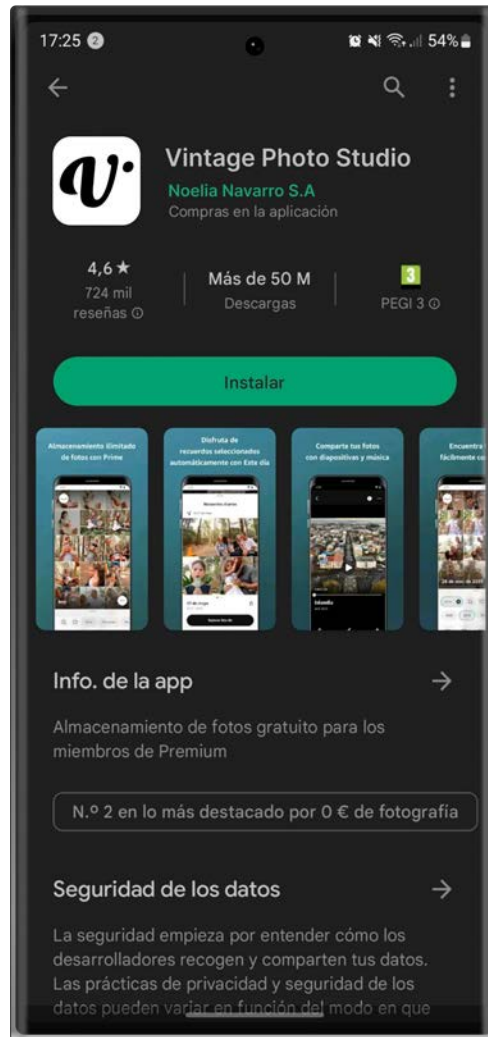 17:25 2 54%
V
Vintage Photo Studio
Noelia Navarro S.A
Compras en la aplicación
4,6★
724 mil
reseñas
Más de 50 M
Descargas
3
PEGI 3
Instalar
Almacenamiento ilimitado
de fotos con Prime
Disfruta de
recuerdos seleccionados
automáticamente con Este día
Comparte tus fotos
con diapositivas y música
Encuentra
fácilmente
Info. de la app
Almacenamiento de fotos gratuito para los
miembros de Premium
N.º 2 en lo más destacado por 0 € de fotografía
Seguridad de los datos
La seguridad empieza por entender cómo los
desarrolladores recogen y comparten tus datos.
Las prácticas de privacidad y seguridad de los
datos pueden variar en función del modo en que